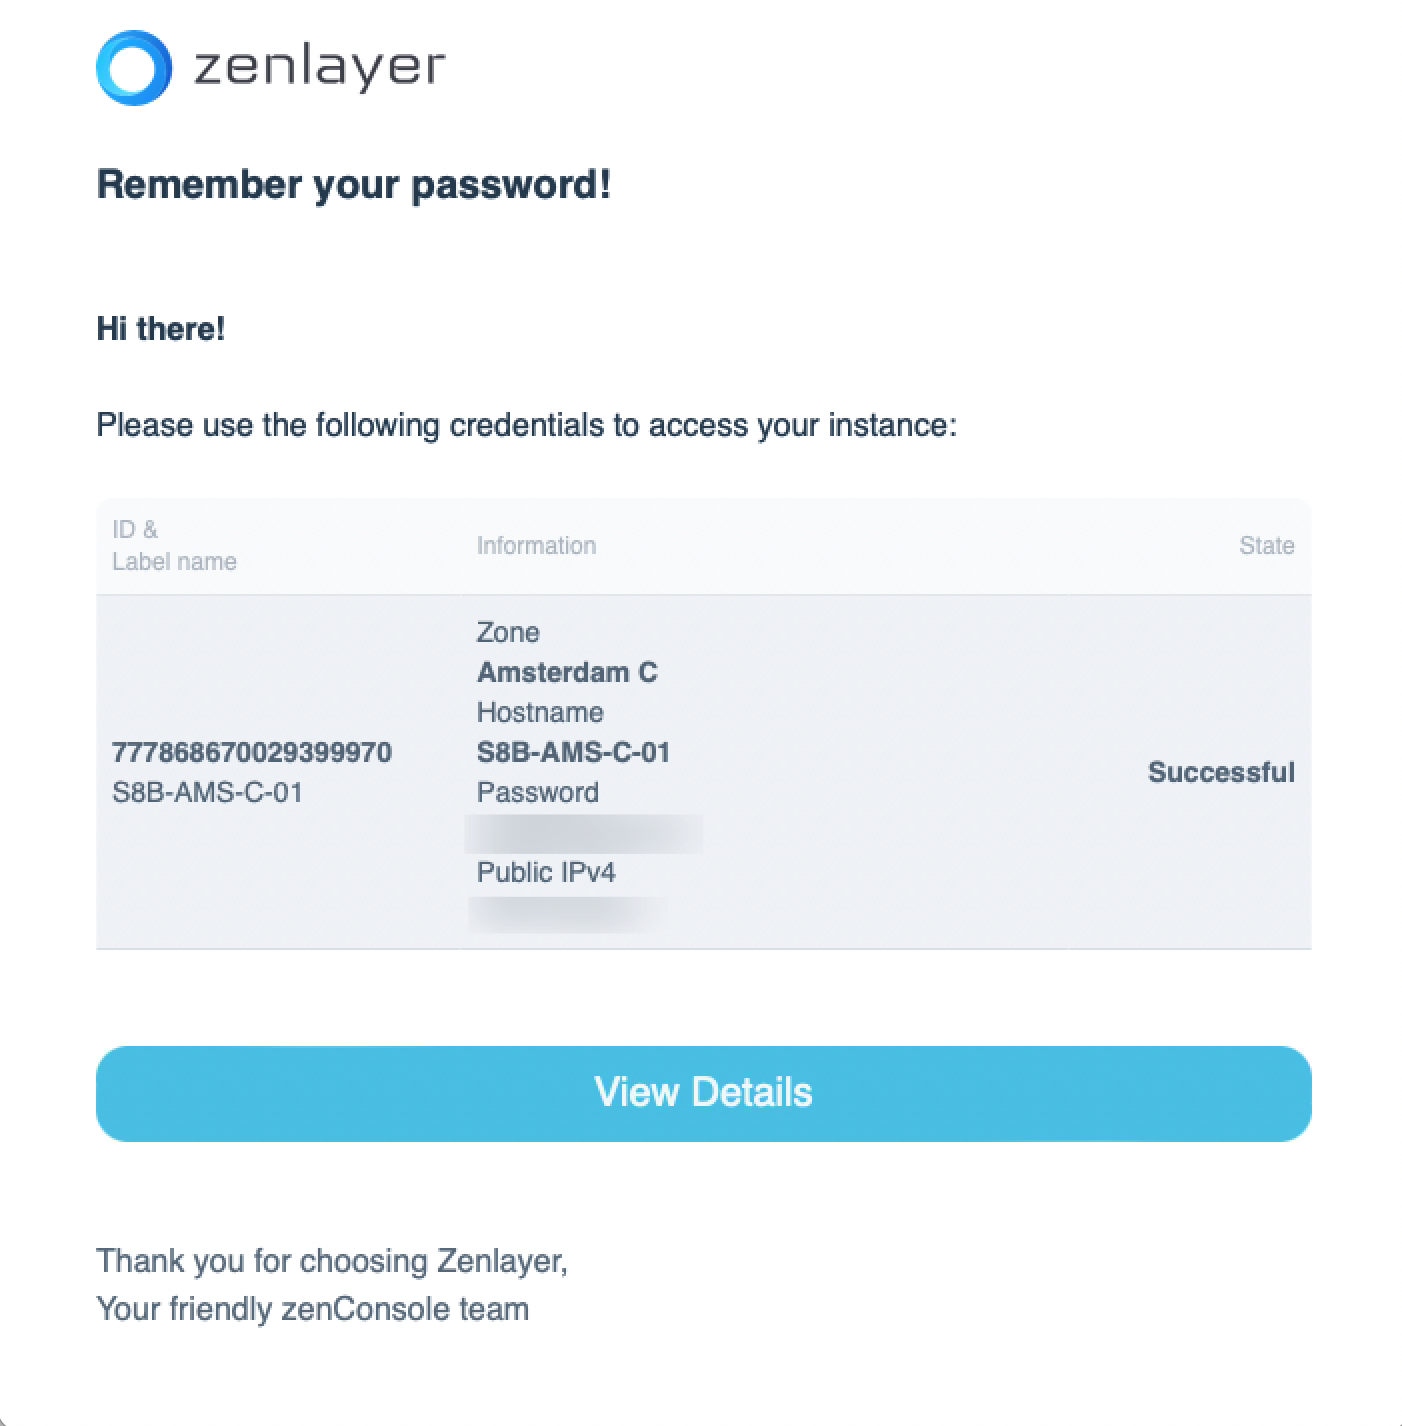 zenlayer
Remember your password!
Hi there!
Please use the following credentials to access your instance:
ID &
Label name
Information
State
777868670029399970
S8B-AMS-C-01
Zone
Amsterdam C
Hostname
S8B-AMS-C-01
Password
Public IPv4
Successful
View Details
Thank you for choosing Zenlayer,
Your friendly zenConsole team